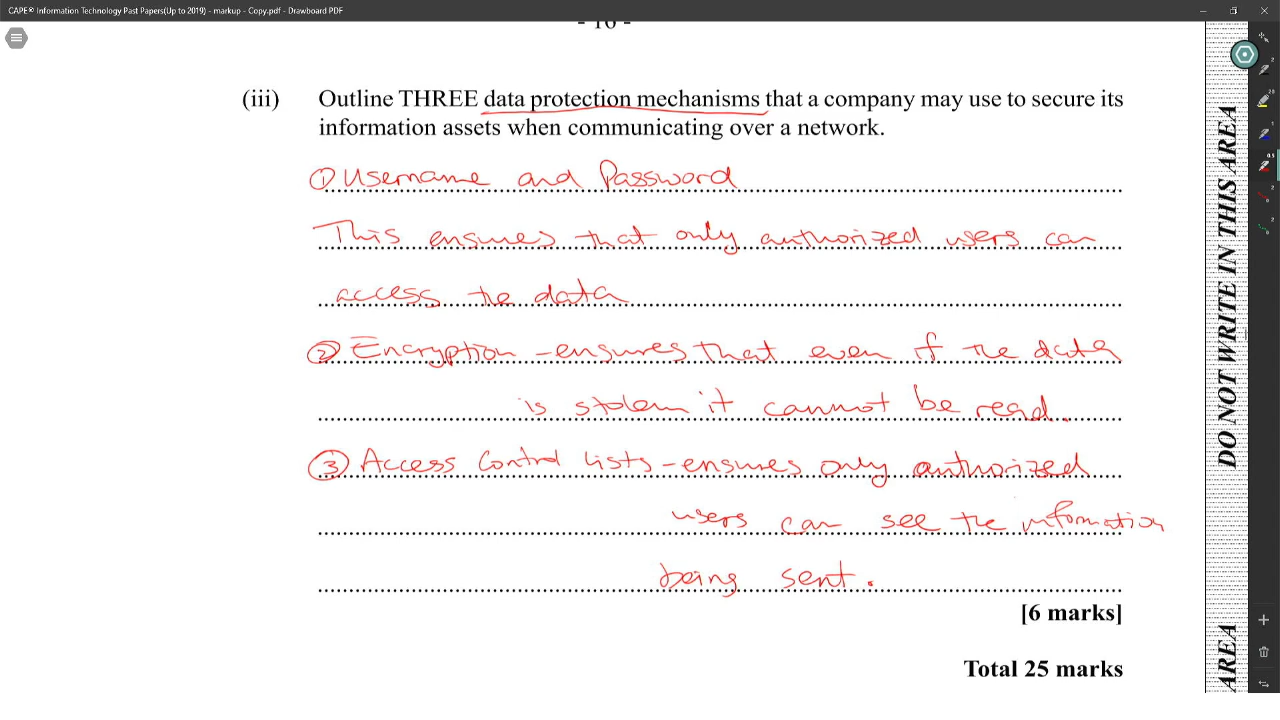 CAPE® Information Technology Past Papers(Up to 2019) - markup - Copy.pdf - Drawboard PDF
- 16 -
(iii) Outline THREE data protection mechanisms that a company may use to secure its
information assets when communicating over a network.
① Username and Password
This ensures that only authorized users can
access the data
② Encryption - ensures that even if the data
is stolen it cannot be read.
③ Access Control lists - ensures only authorized
users can see the information
being sent.
[6 marks]
Total 25 marks
DO NOT WRITE IN THIS AREA
AREA